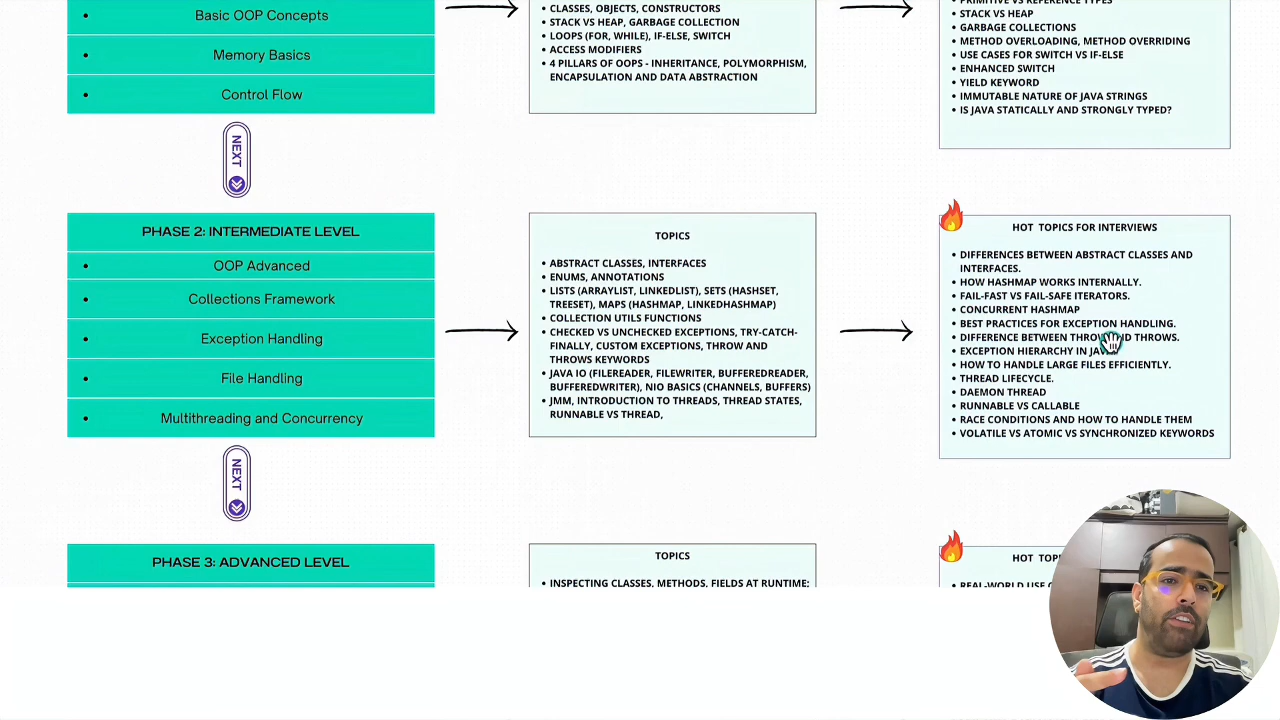 Basic OOP Concepts
Memory Basics
Control Flow
CLASSES, OBJECTS, CONSTRUCTORS
STACK VS HEAP, GARBAGE COLLECTION
LOOPS (FOR, WHILE), IF-ELSE, SWITCH
ACCESS MODIFIERS
4 PILLARS OF OOPS - INHERITANCE, POLYMORPHISM,
ENCAPSULATION AND DATA ABSTRACTION
PRIMITIVE VS REFERENCE TYPES
STACK VS HEAP
GARBAGE COLLECTIONS
METHOD OVERLOADING, METHOD OVERRIDING
USE CASES FOR SWITCH VS IF-ELSE
ENHANCED SWITCH
YIELD KEYWORD
IMMUTABLE NATURE OF JAVA STRINGS
IS JAVA STATICALLY AND STRONGLY TYPED?
NEXT
PHASE 2: INTERMEDIATE LEVEL
OOP Advanced
Collections Framework
Exception Handling
File Handling
Multithreading and Concurrency
TOPICS
ABSTRACT CLASSES, INTERFACES
ENUMS, ANNOTATIONS
LISTS (ARRAYLIST, LINKEDLIST), SETS (HASHSET,
TREESET), MAPS (HASHMAP, LINKEDHASHMAP)
COLLECTION UTILS FUNCTIONS
CHECKED VS UNCHECKED EXCEPTIONS, TRY-CATCH-
FINALLY, CUSTOM EXCEPTIONS, THROW AND
THROWS KEYWORDS
JAVA IO (FILEREADER, FILEWRITER, BUFFEREDREADER,
BUFFEREDWRITER), NIO BASICS (CHANNELS, BUFFERS)
JMM, INTRODUCTION TO THREADS, THREAD STATES,
RUNNABLE VS THREAD,
HOT TOPICS FOR INTERVIEWS
DIFFERENCES BETWEEN ABSTRACT CLASSES AND
INTERFACES.
HOW HASHMAP WORKS INTERNALLY.
FAIL-FAST VS FAIL-SAFE ITERATORS.
CONCURRENT HASHMAP
BEST PRACTICES FOR EXCEPTION HANDLING.
DIFFERENCE BETWEEN THROW THROWS.
EXCEPTION HIERARCHY IN
HOW TO HANDLE LARGE FILES EFFICIENTLY.
THREAD LIFECYCLE.
DAEMON THREAD
RUNNABLE VS CALLABLE
RACE CONDITIONS AND HOW TO HANDLE THEM
VOLATILE VS ATOMIC VS SYNCHRONIZED KEYWORDS
NEXT
PHASE 3: ADVANCED LEVEL
TOPICS
INSPECTING CLASSES, METHODS, FIELDS AT RUNTIME;
HOT
REAL-WORLD USE